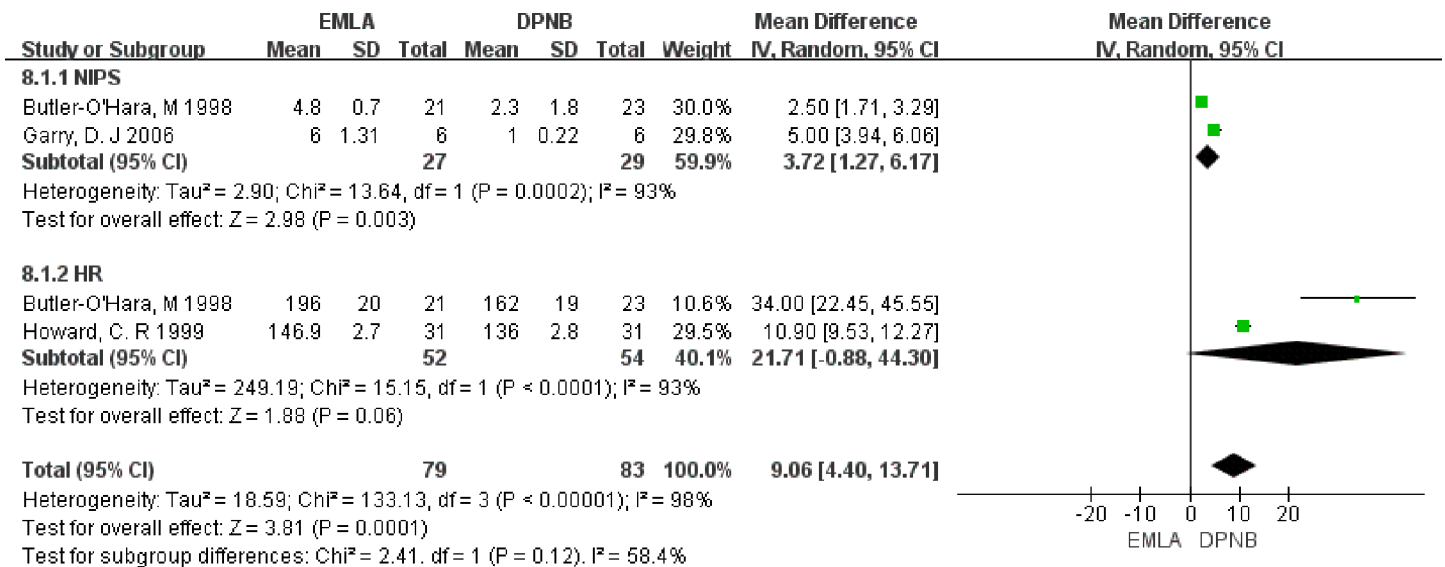 EMLA DPNB Mean Difference Mean Difference
Study or Subgroup Mean SD Total Mean SD Total Weight IV, Random, 95% CI IV, Random, 95% CI
8.1.1 NIPS
Butler-O'Hara, M 1998 4.8 0.7 21 2.3 1.8 23 30.0% 2.50 [1.71, 3.29]
Garry, D. J 2006 6 1.31 6 1 0.22 6 29.8% 5.00 [3.94, 6.06]
Subtotal (95% CI) 27 29 59.9% 3.72 [1.27, 6.17]
Heterogeneity: Tau² = 2.90; Chi² = 13.64, df = 1 (P = 0.0002); I² = 93%
Test for overall effect: Z = 2.98 (P = 0.003)
8.1.2 HR
Butler-O'Hara, M 1998 196 20 21 162 19 23 10.6% 34.00 [22.45, 45.55]
Howard, C. R 1999 146.9 2.7 31 136 2.8 31 29.5% 10.90 [9.53, 12.27]
Subtotal (95% CI) 52 54 40.1% 21.71 [-0.88, 44.30]
Heterogeneity: Tau² = 249.19; Chi² = 15.15, df = 1 (P < 0.0001); I² = 93%
Test for overall effect: Z = 1.88 (P = 0.06)
Total (95% CI) 79 83 100.0% 9.06 [4.40, 13.71]
Heterogeneity: Tau² = 18.59; Chi² = 133.13, df = 3 (P < 0.00001); I² = 98%
Test for overall effect: Z = 3.81 (P = 0.0001)
Test for subgroup differences: Chi² = 2.41. df = 1 (P = 0.12). I² = 58.4%
-20 -10 0 10 20
EMLA DPNB